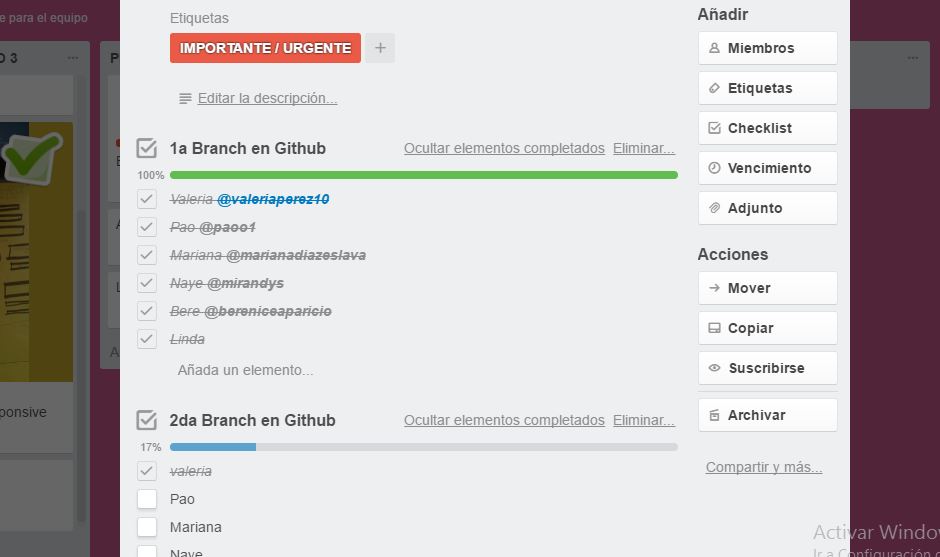 e para el equipo
O 3
Etiquetas
IMPORTANTE / URGENTE
+
Editar la descripción...
1a Branch en Github
Ocultar elementos completados Eliminar...
100%
Valeria @valeriaperez10
Pao @paoo1
Mariana @marianadiazeslava
Naye @mirandys
Bere @bereniceaparicio
Linda
Añada un elemento...
2da Branch en Github
Ocultar elementos completados Eliminar...
17%
valeria
Pao
Mariana
Naye
ponsive
Añadir
Miembros
Etiquetas
Checklist
Vencimiento
Adjunto
Acciones
Mover
Copiar
Suscribirse
Archivar
Compartir y más...
Activar Window
Ir a Configuración